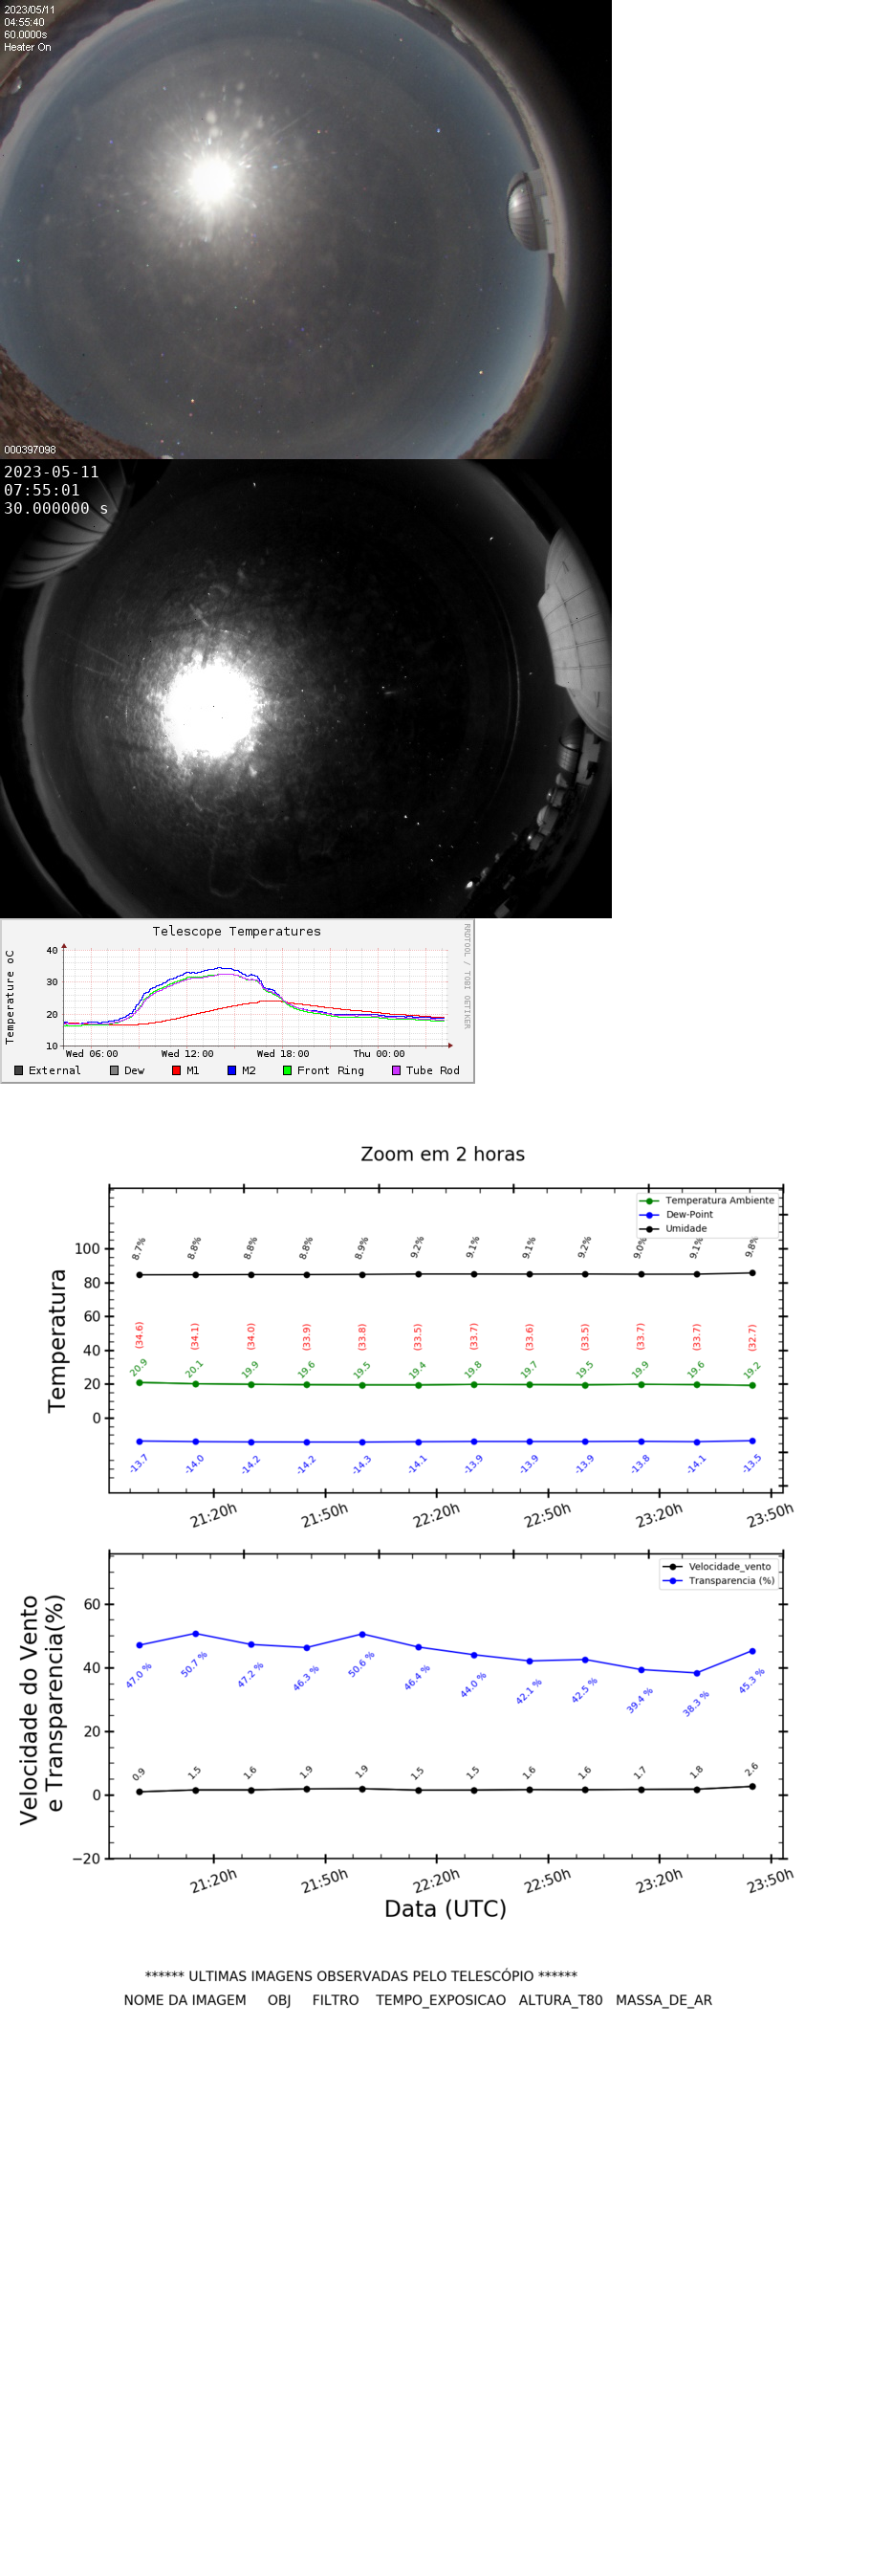 2023/05/11
04:55:40
60.0000s
Heater On
000397098
2023-05-11
07:55:01
30.000000 s
Telescope Temperatures
RRDTOOL / TOBI OETIKER
Temperature oC
40
30
20
10
Wed 06:00 Wed 12:00 Wed 18:00 Thu 00:00
External Dew M1 M2 Front Ring Tube Rod
Zoom em 2 horas
Temperatura
Temperatura Ambiente
Dew-Point
Umidade
8.7% 8.8% 8.8% 8.8% 8.9% 9.2% 9.1% 9.1% 9.2% 9.0% 9.1% 9.8%
100
80
60
(34.6) (34.1) (34.0) (33.9) (33.8) (33.5) (33.7) (33.6) (33.5) (33.7) (33.7) (32.7)
40
20.9 20.1 19.9 19.6 19.5 19.4 19.8 19.7 19.5 19.9 19.6 19.2
20
0
-13.7 -14.0 -14.2 -14.2 -14.3 -14.1 -13.9 -13.9 -13.9 -13.8 -14.1 -13.5
21:20h 21:50h 22:20h 22:50h 23:20h 23:50h
Velocidade do Vento
e Transparencia(%)
Velocidade_vento
Transparencia (%)
60
47.0 % 50.7 % 47.2 % 46.3 % 50.6 % 46.4 % 44.0 % 42.1 % 42.5 % 39.4 % 38.3 % 45.3 %
40
20
0.9 1.5 1.6 1.9 1.9 1.5 1.5 1.6 1.6 1.7 1.8 2.6
0
−20
21:20h 21:50h 22:20h 22:50h 23:20h 23:50h
Data (UTC)
****** ULTIMAS IMAGENS OBSERVADAS PELO TELESCÓPIO ******
NOME DA IMAGEM OBJ FILTRO TEMPO_EXPOSICAO ALTURA_T80 MASSA_DE_AR